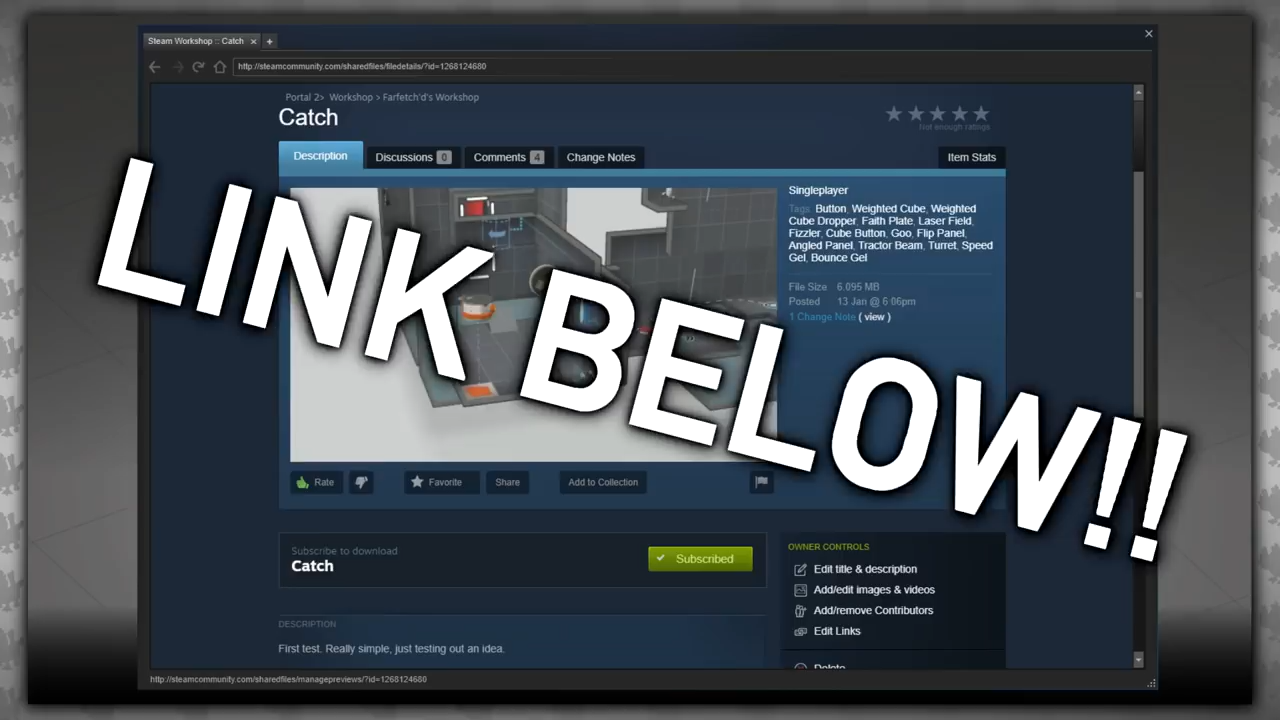 Steam Workshop :: Catch
http://steamcommunity.com/sharedfiles/filedetails/?id=1268124680
Portal 2> Workshop > Farfetch'd's Workshop
Catch
Not enough ratings
Description
Discussions 0
Comments 4
Change Notes
Item Stats
Singleplayer
Tags: Button, Weighted Cube, Weighted
Cube Dropper, Faith Plate, Laser Field,
Fizzler, Cube Button, Goo, Flip Panel,
Angled Panel, Tractor Beam, Turret, Speed
Gel, Bounce Gel
File Size 6.095 MB
Posted 13 Jan @ 6:06pm
1 Change Note ( view )
LINK BELOW!!
Rate
Favorite
Share
Add to Collection
Subscribe to download
Catch
Subscribed
OWNER CONTROLS
Edit title & description
Add/edit images & videos
Add/remove Contributors
Edit Links
Delete
DESCRIPTION
First test. Really simple, just testing out an idea.
http://steamcommunity.com/sharedfiles/managepreviews/?id=1268124680